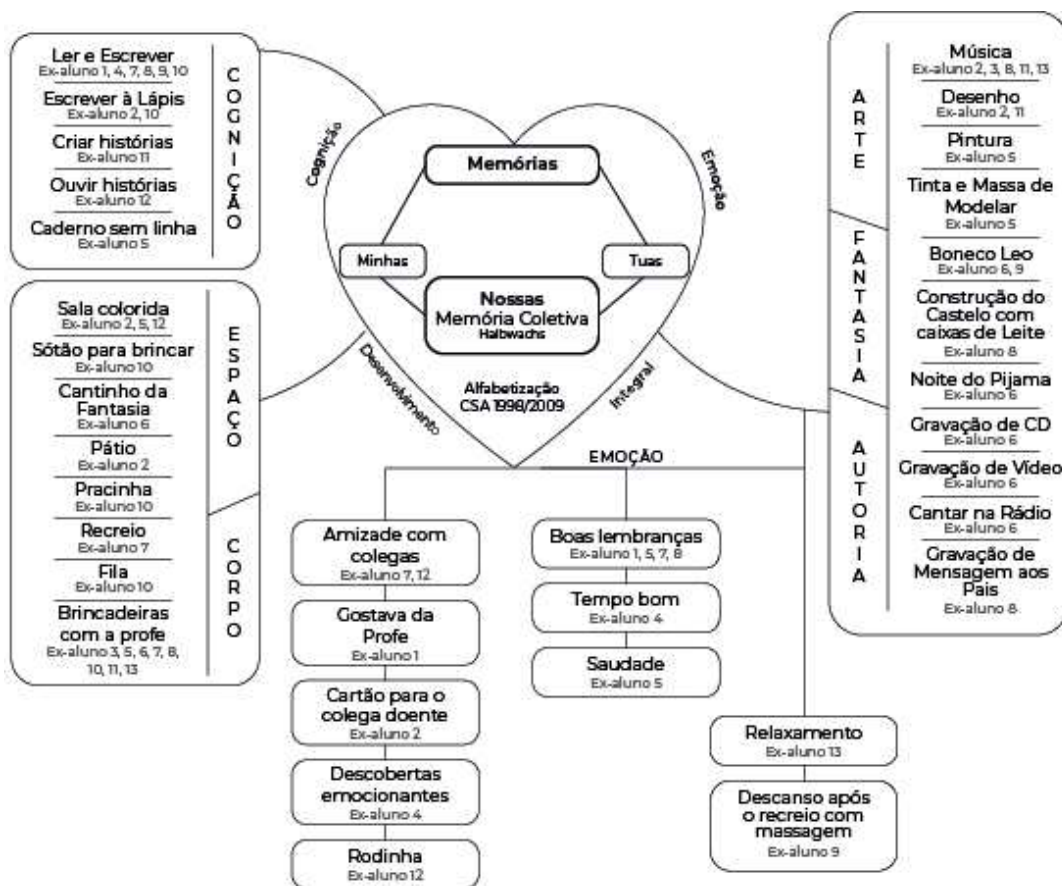 Ler e Escrever
Ex-aluno 1, 4, 7, 8, 9, 10
Escrever à Lápis
Ex-aluno 2, 10
Criar histórias
Ex-aluno 11
Ouvir histórias
Ex-aluno 12
Caderno sem linha
Ex-aluno 5
COGNIÇÃO
Sala colorida
Ex-aluno 2, 5, 12
Sótão para brincar
Ex-aluno 10
Cantinho da
Fantasia
Ex-aluno 6
Pátio
Ex-aluno 2
Pracinha
Ex-aluno 10
Recreio
Ex-aluno 7
Fila
Ex-aluno 10
Brincadeiras
com a profe
Ex-aluno 3, 5, 6, 7, 8,
10, 11, 13
ESPAÇO
CORPO
Cognição
Emoção
Desenvolvimento
Integral
Memórias
Minhas
Tuas
Nossas
Memória Coletiva
Halbwachs
Alfabetização
CSA 1998/2009
EMOÇÃO
Amizade com
colegas
Ex-aluno 7, 12
Gostava da
Profe
Ex-aluno 1
Cartão para o
colega doente
Ex-aluno 2
Descobertas
emocionantes
Ex-aluno 4
Rodinha
Ex-aluno 12
Boas lembranças
Ex-aluno 1, 5, 7, 8
Tempo bom
Ex-aluno 4
Saudade
Ex-aluno 5
Relaxamento
Ex-aluno 13
Descanso após
o recreio com
massagem
Ex-aluno 9
ARTE
FANTASIA
AUTORIA
Música
Ex-aluno 2, 3, 8, 11, 13
Desenho
Ex-aluno 2, 11
Pintura
Ex-aluno 5
Tinta e Massa de
Modelar
Ex-aluno 5
Boneco Leo
Ex-aluno 6, 9
Construção do
Castelo com
caixas de Leite
Ex-aluno 8
Noite do Pijama
Ex-aluno 6
Gravação de CD
Ex-aluno 6
Gravação de Vídeo
Ex-aluno 6
Cantar na Rádio
Ex-aluno 6
Gravação de
Mensagem aos
Pais
Ex-aluno 8